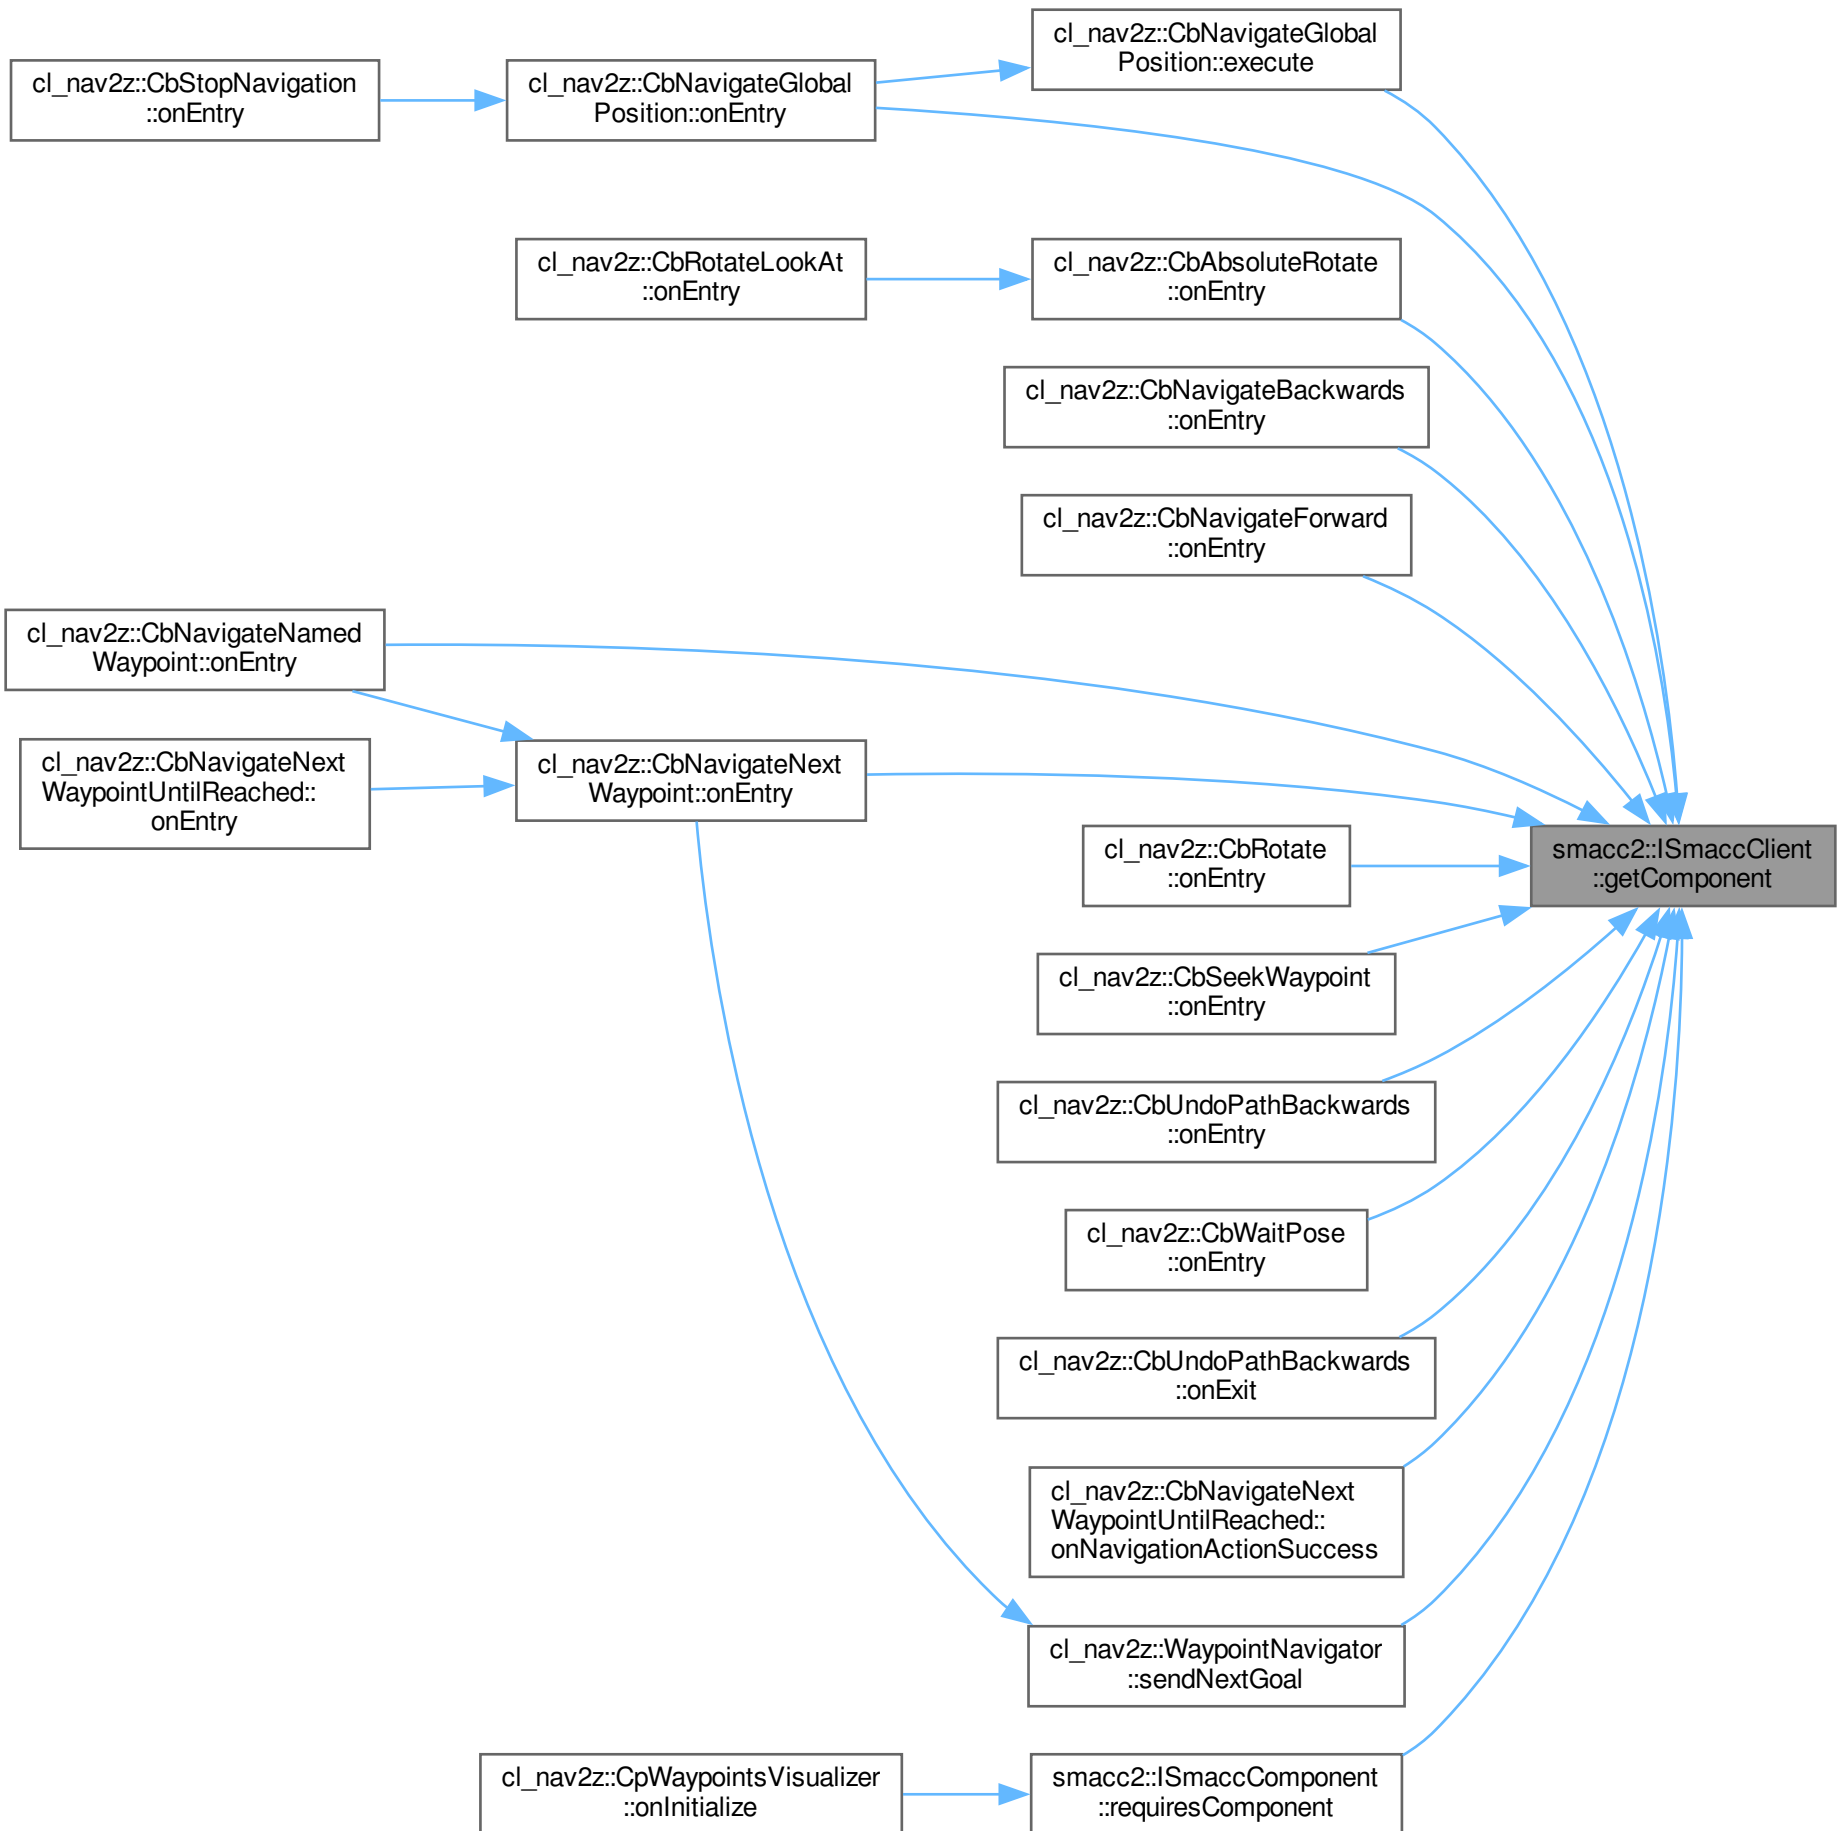 cl_nav2z::CbNavigateGlobal
Position::execute
cl_nav2z::CbStopNavigation
::onEntry
cl_nav2z::CbNavigateGlobal
Position::onEntry
cl_nav2z::CbRotateLookAt
::onEntry
cl_nav2z::CbAbsoluteRotate
::onEntry
cl_nav2z::CbNavigateBackwards
::onEntry
cl_nav2z::CbNavigateForward
::onEntry
cl_nav2z::CbNavigateNamed
Waypoint::onEntry
cl_nav2z::CbNavigateNext
WaypointUntilReached::
onEntry
cl_nav2z::CbNavigateNext
Waypoint::onEntry
cl_nav2z::CbRotate
::onEntry
smacc2::ISmaccClient
::getComponent
cl_nav2z::CbSeekWaypoint
::onEntry
cl_nav2z::CbUndoPathBackwards
::onEntry
cl_nav2z::CbWaitPose
::onEntry
cl_nav2z::CbUndoPathBackwards
::onExit
cl_nav2z::CbNavigateNext
WaypointUntilReached::
onNavigationActionSuccess
cl_nav2z::WaypointNavigator
::sendNextGoal
cl_nav2z::CpWaypointsVisualizer
::onInitialize
smacc2::ISmaccComponent
::requiresComponent